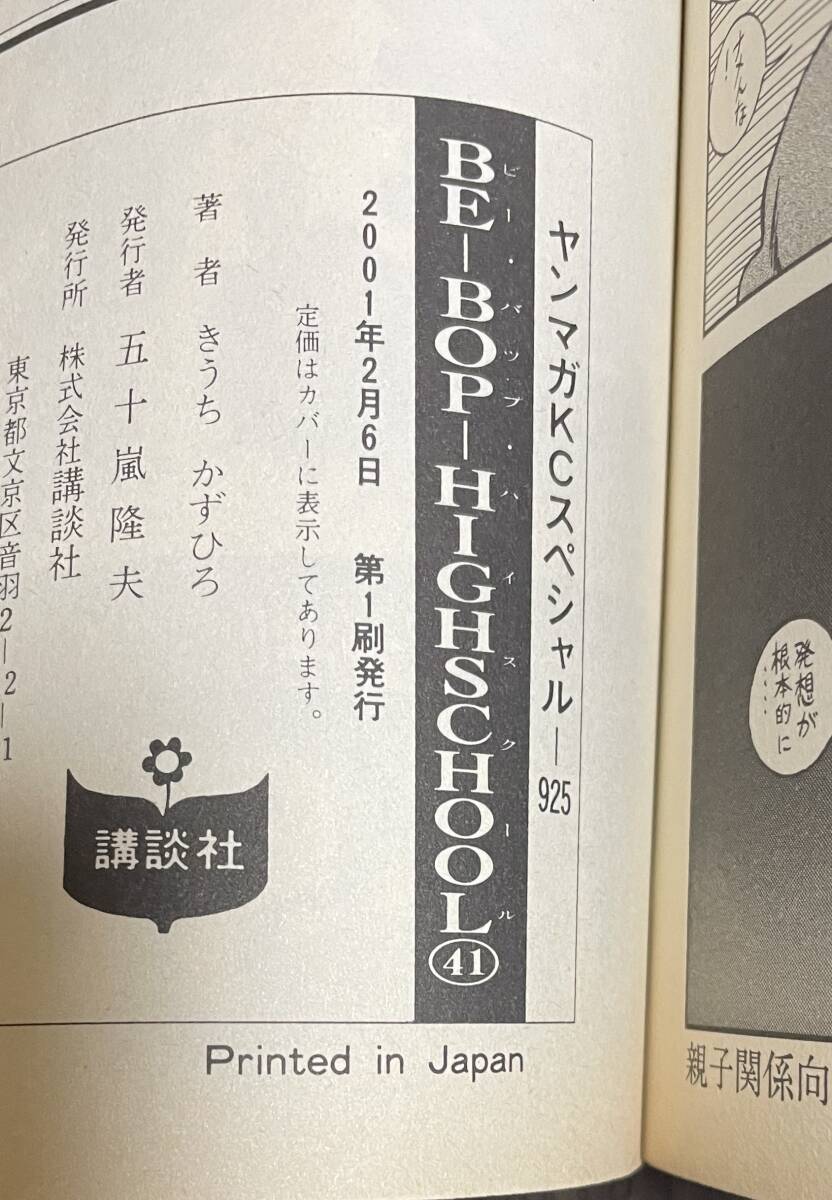 ヤンマガKCスペシャル—925
BE-BOP-HIGHSCHOOL㊶
ビー・バップ・ハイスクール
2001年2月6日 第1刷発行
定価はカバーに表示してあります。
著者 きうち かずひろ
発行者 五十嵐隆夫
発行所 株式会社講談社
東京都文京区音羽2-2-1
講談社
Printed in Japan
発想が
根本的に
……
親子関係向